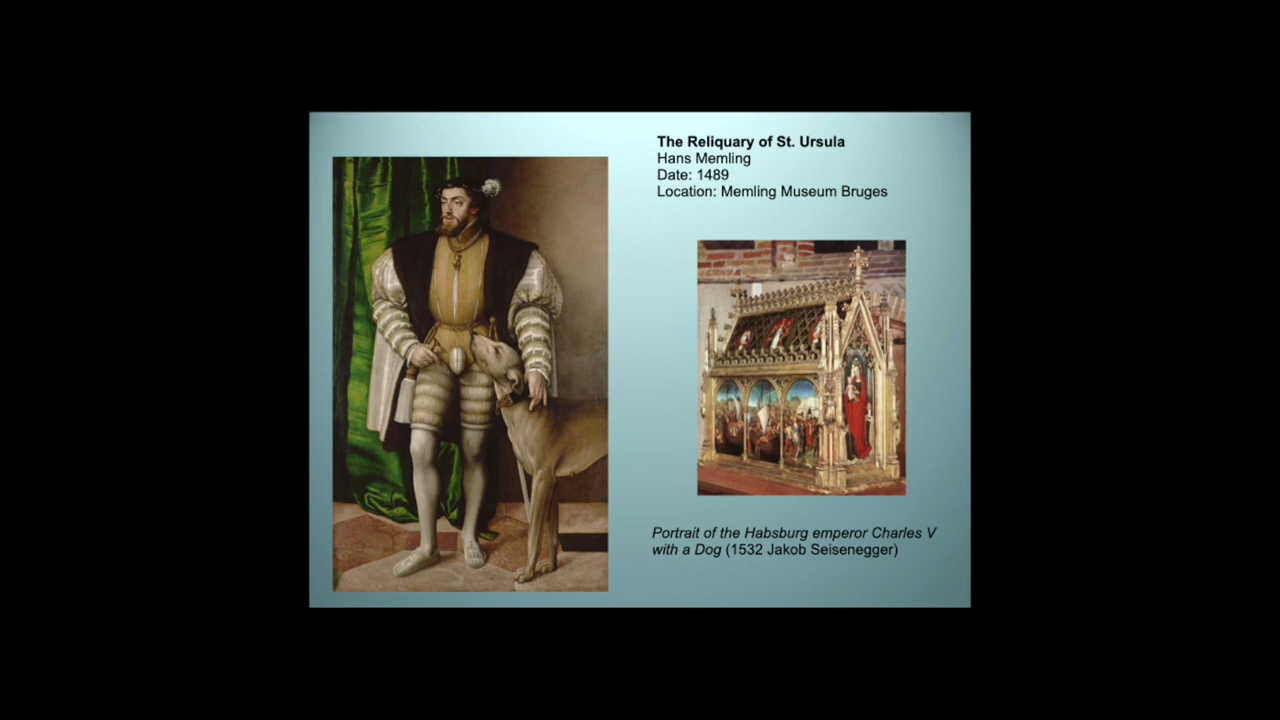 The Reliquary of St. Ursula
Hans Memling
Date: 1489
Location: Memling Museum Bruges
Portrait of the Habsburg emperor Charles V
with a Dog (1532 Jakob Seisenegger)